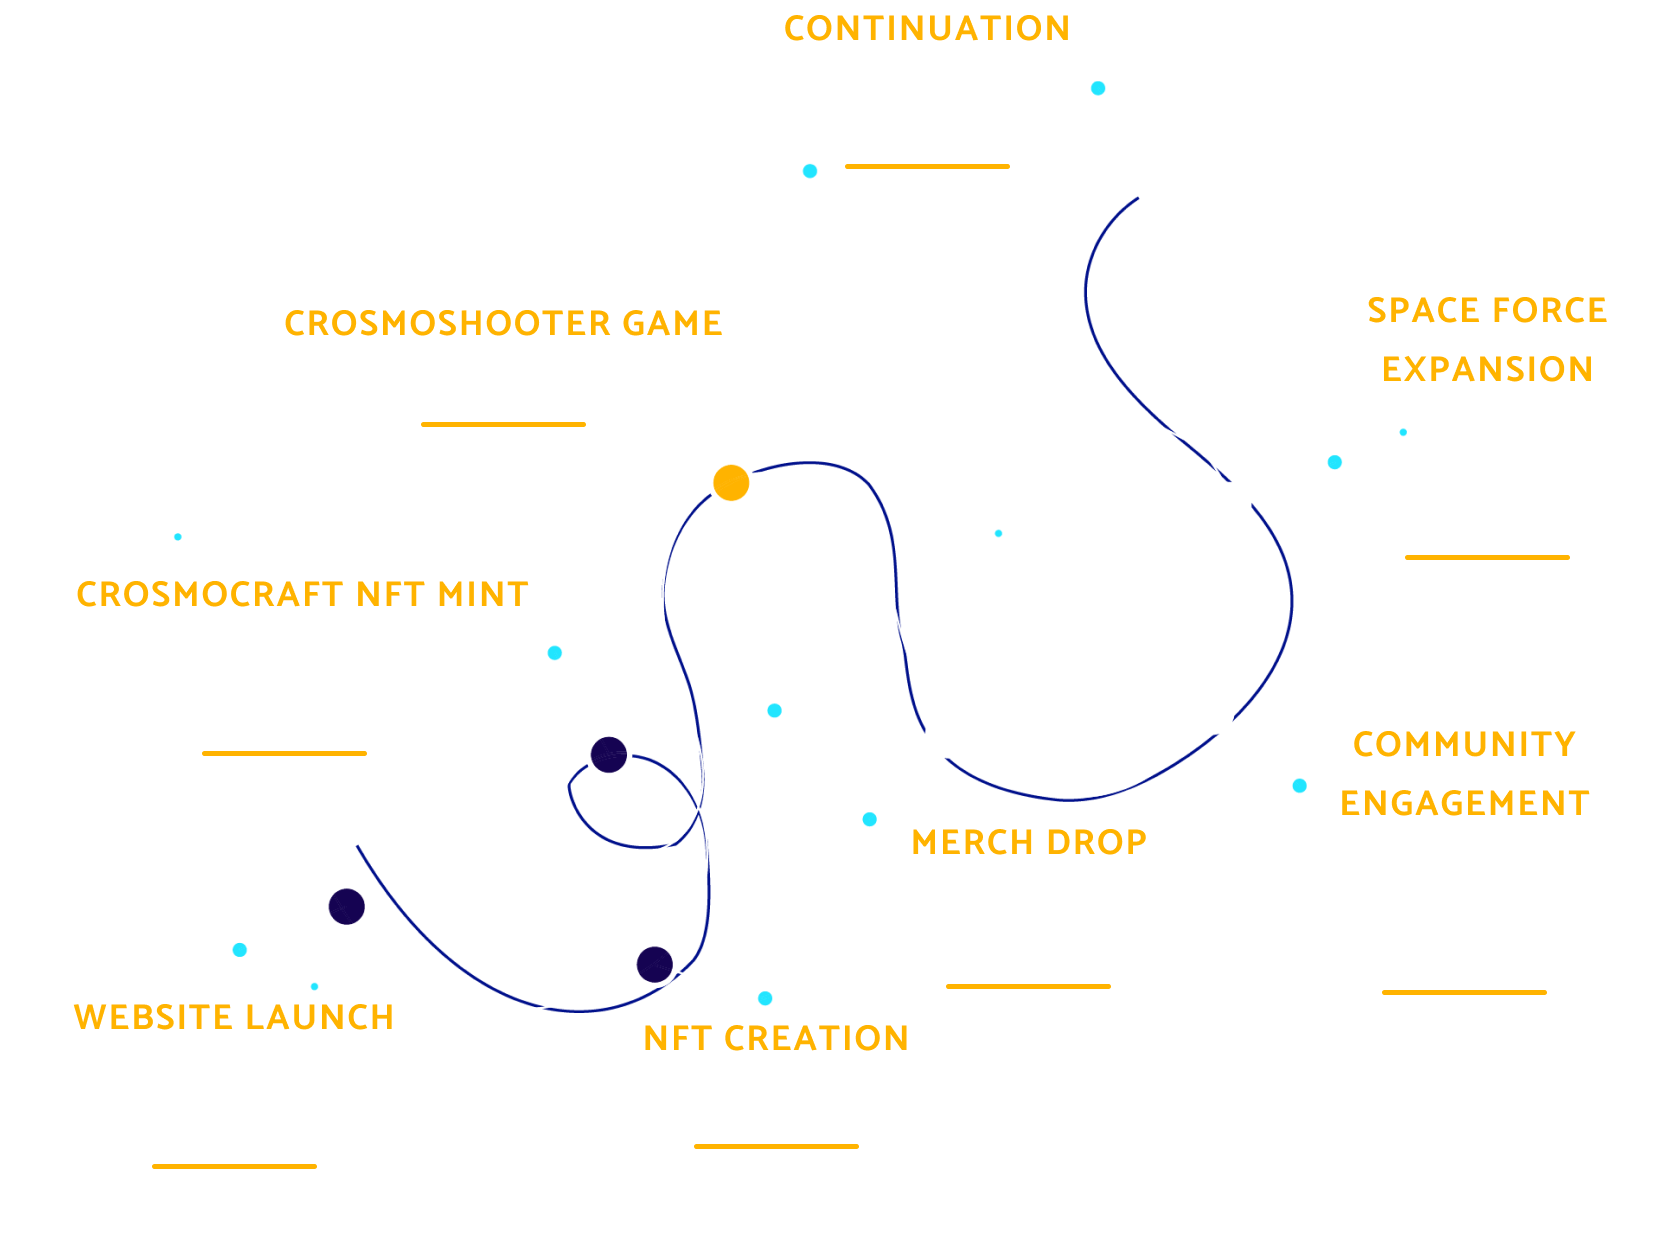 CONTINUATION
CROSMOSHOOTER GAME
SPACE FORCE
EXPANSION
CROSMOCRAFT NFT MINT
COMMUNITY
ENGAGEMENT
MERCH DROP
WEBSITE LAUNCH
NFT CREATION